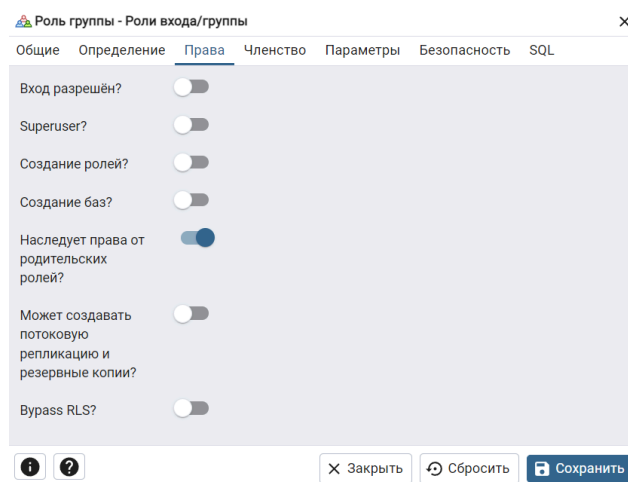 Роль группы - Роли входа/группы
Общие Определение Права Членство Параметры Безопасность SQL
Вход разрешён?
Superuser?
Создание ролей?
Создание баз?
Наследует права от
родительских
ролей?
Может создавать
потоковую
репликацию и
резервные копии?
Bypass RLS?
Закрыть Сбросить Сохранить